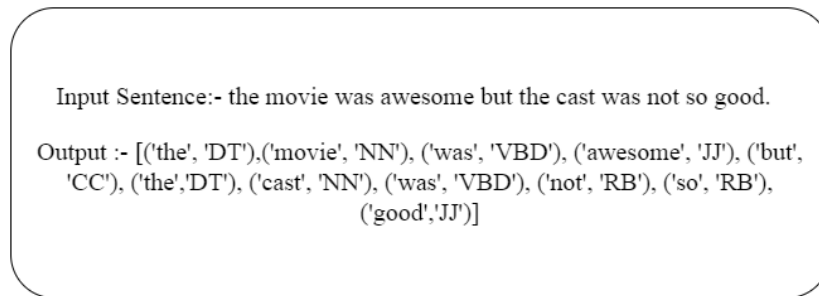 Input Sentence:- the movie was awesome but the cast was not so good.
Output :- [('the', 'DT'),('movie', 'NN'), ('was', 'VBD'), ('awesome', 'JJ'), ('but',
'CC'), ('the','DT'), ('cast', 'NN'), ('was', 'VBD'), ('not', 'RB'), ('so', 'RB'),
('good','JJ')]